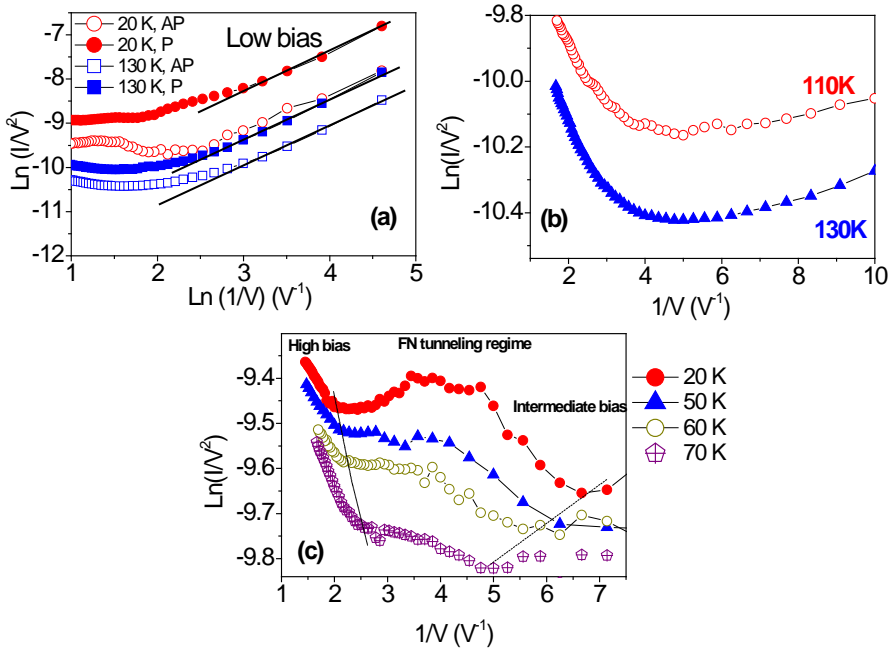 -7
-8
-9
-10
-11
-12
Ln (I/V²)
20 K, AP
20 K, P
130 K, AP
130 K, P
Low bias
(a)
1 2 3 4 5
Ln (1/V) (V⁻¹)
-9.8
-10.0
-10.2
-10.4
Ln(I/V²)
110K
130K
(b)
2 4 6 8 10
1/V (V⁻¹)
High bias
FN tunneling regime
Intermediate bias
-9.4
-9.5
-9.6
-9.7
-9.8
Ln(I/V²)
(c)
1 2 3 4 5 6 7
1/V (V⁻¹)
20 K
50 K
60 K
70 K